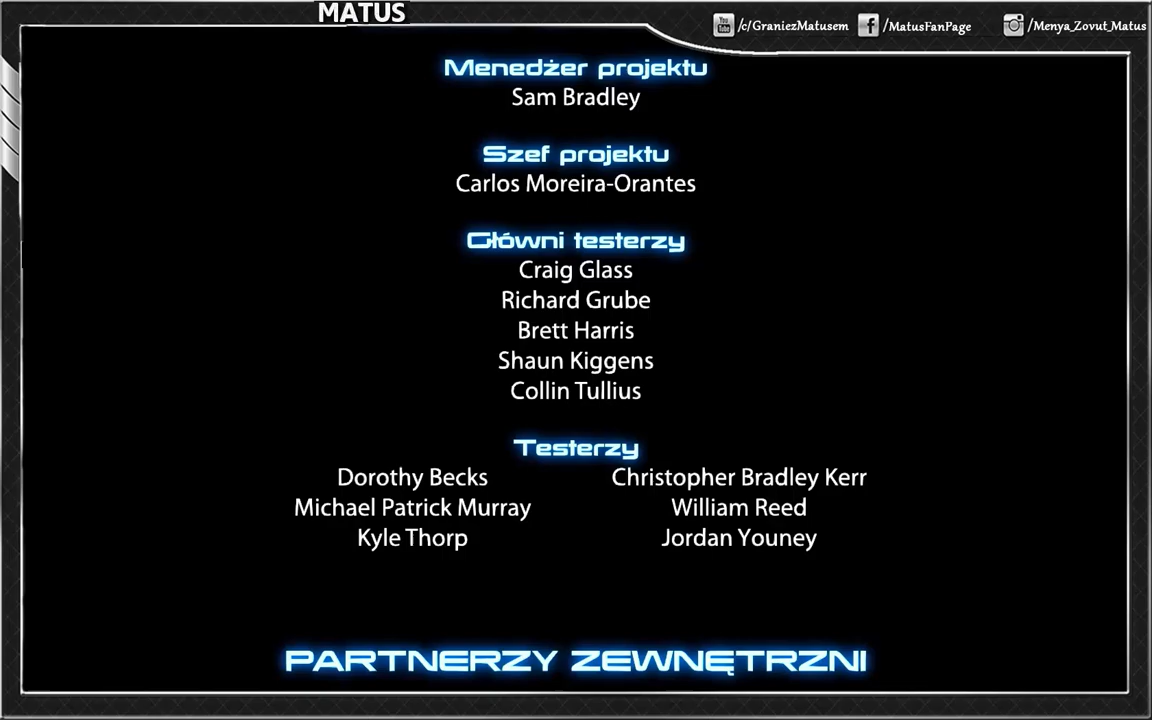 MATUS
You Tube /c/GraniezMatusem f /MatusFanPage /Menya_Zovut_Matus
Menedżer projektu
Sam Bradley
Szef projektu
Carlos Moreira-Orantes
Główni testerzy
Craig Glass
Richard Grube
Brett Harris
Shaun Kiggens
Collin Tullius
Testerzy
Dorothy Becks Christopher Bradley Kerr
Michael Patrick Murray William Reed
Kyle Thorp Jordan Youney
PARTNERZY ZEWNĘTRZNI